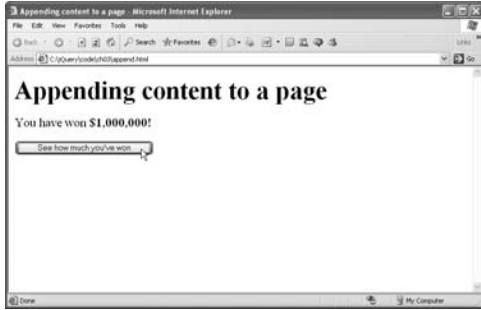 Appending content to a page - Microsoft Internet Explorer
File Edit View Favorites Tools Help
Back Search Favorites Links
Address C:\jQuery\code\ch03\append.html Go
Appending content to a page
You have won $1,000,000!
See how much you've won
Done My Computer